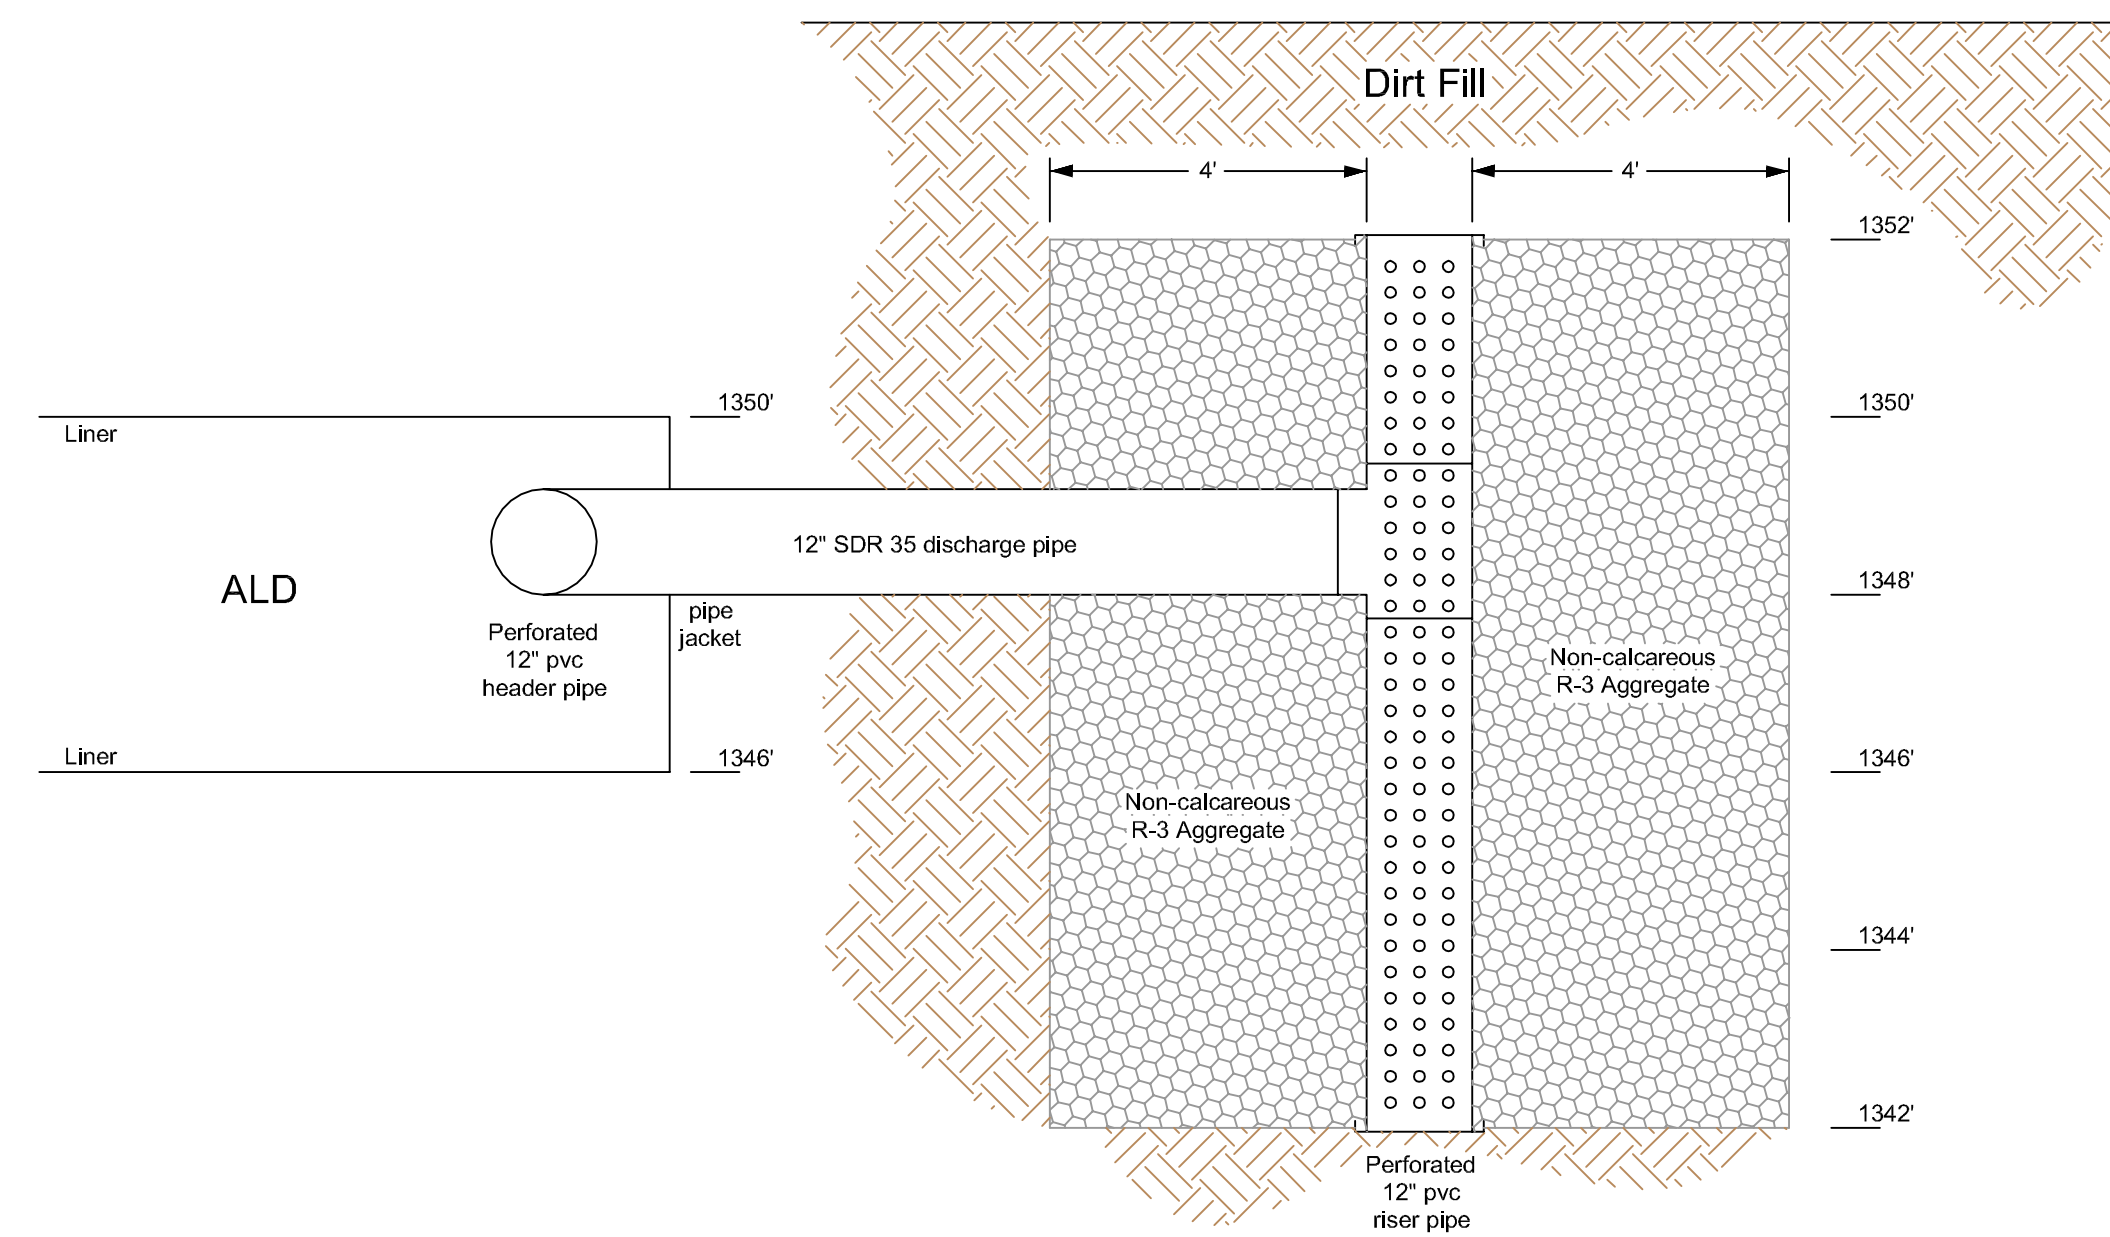 Dirt Fill
4'
4'
1352'
1350'
1350'
Liner
12" SDR 35 discharge pipe
1348'
ALD
pipe
jacket
Perforated
12" pvc
header pipe
Non-calcareous
R-3 Aggregate
Liner
1346'
1346'
Non-calcareous
R-3 Aggregate
1344'
1342'
Perforated
12" pvc
riser pipe